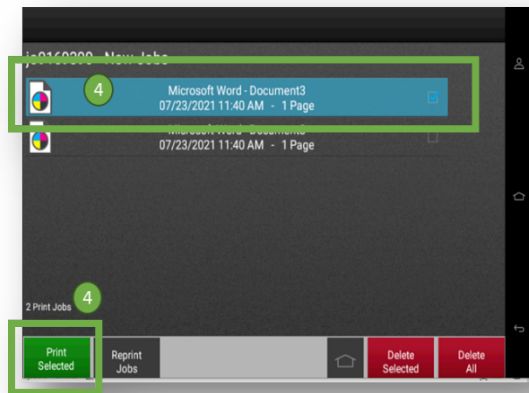 New Jobs
4
Microsoft Word - Document3
07/23/2021 11:40 AM - 1 Page
07/23/2021 11:40 AM - 1 Page
2 Print Jobs
4
Print
Selected
Reprint
Jobs
Delete
Selected
Delete
All